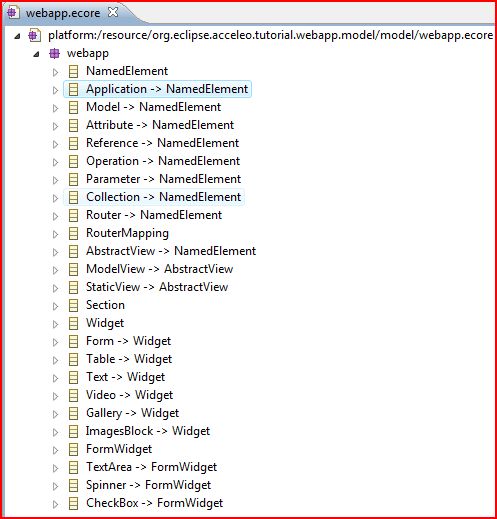 webapp.ecore
platform:/resource/org.eclipse.acceleo.tutorial.webapp.model/model/webapp.ecore
webapp
NamedElement
Application -> NamedElement
Model -> NamedElement
Attribute -> NamedElement
Reference -> NamedElement
Operation -> NamedElement
Parameter -> NamedElement
Collection -> NamedElement
Router -> NamedElement
RouterMapping
AbstractView -> NamedElement
ModelView -> AbstractView
StaticView -> AbstractView
Section
Widget
Form -> Widget
Table -> Widget
Text -> Widget
Video -> Widget
Gallery -> Widget
ImagesBlock -> Widget
FormWidget
TextArea -> FormWidget
Spinner -> FormWidget
CheckBox -> FormWidget